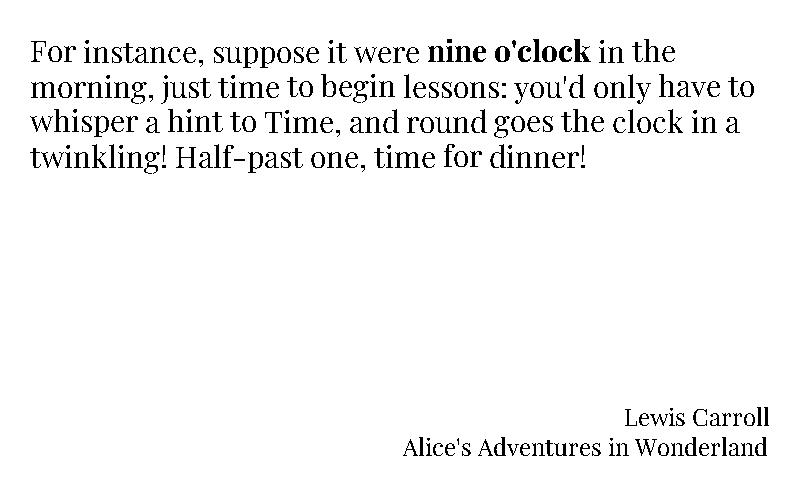 For instance, suppose it were nine o'clock in the
morning, just time to begin lessons: you'd only have to
whisper a hint to Time, and round goes the clock in a
twinkling! Half-past one, time for dinner!
Lewis Carroll
Alice's Adventures in Wonderland